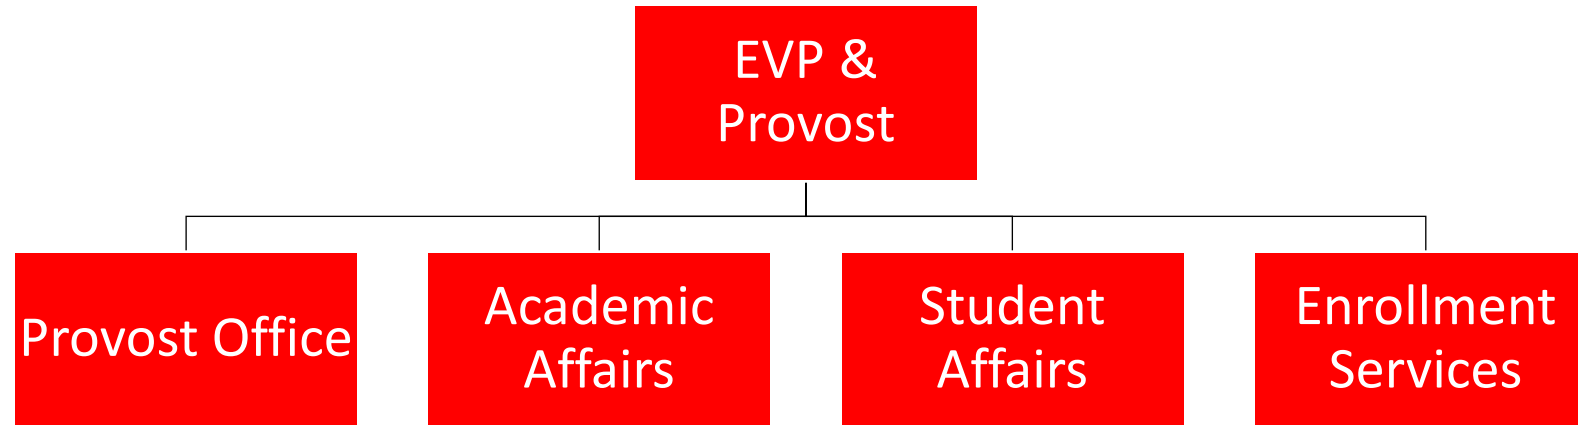 EVP &
Provost
Provost Office
Academic
Affairs
Student
Affairs
Enrollment
Services